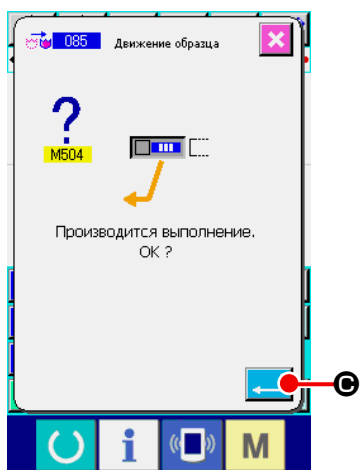 085 Движение образца
?
M504
Производится выполнение.
OK ?
C
i M